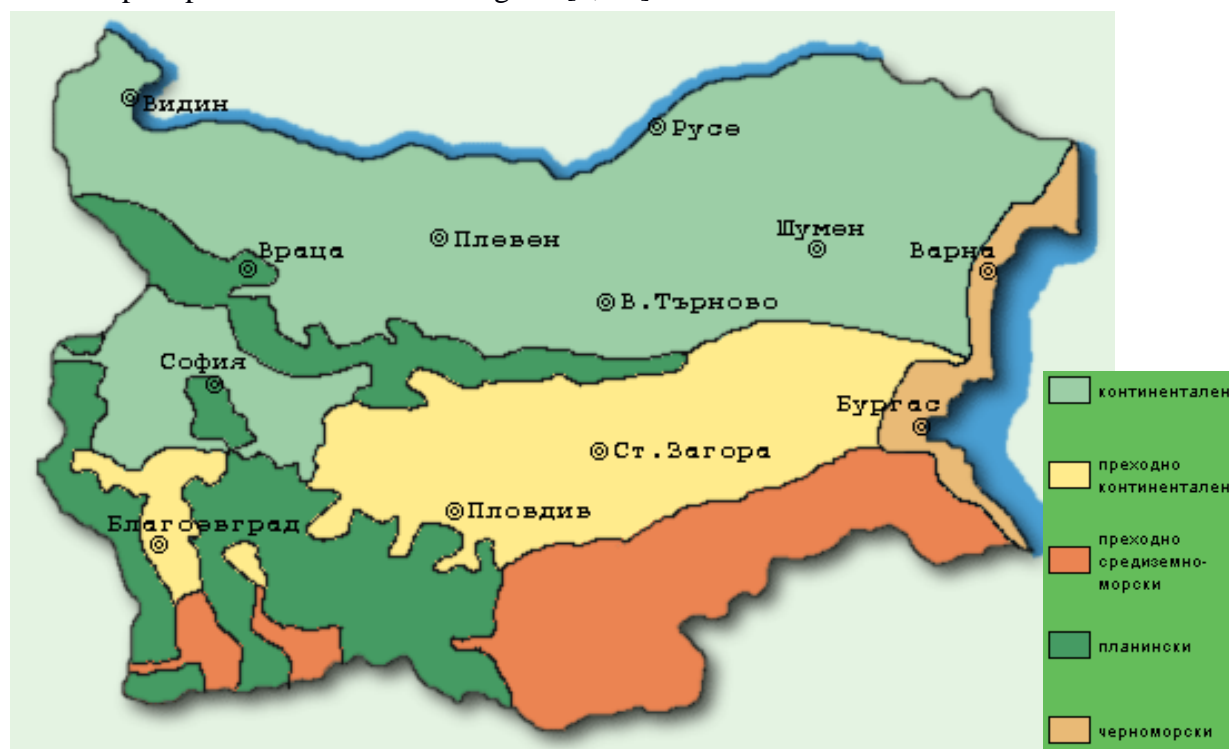 Видин
Русе
Плевен
Шумен
Враца
Варна
В.Търново
София
Бургас
Ст.Загора
Пловдив
Благоевград
континентален
преходно
континентален
преходно
средиземно-
морски
планински
черноморски